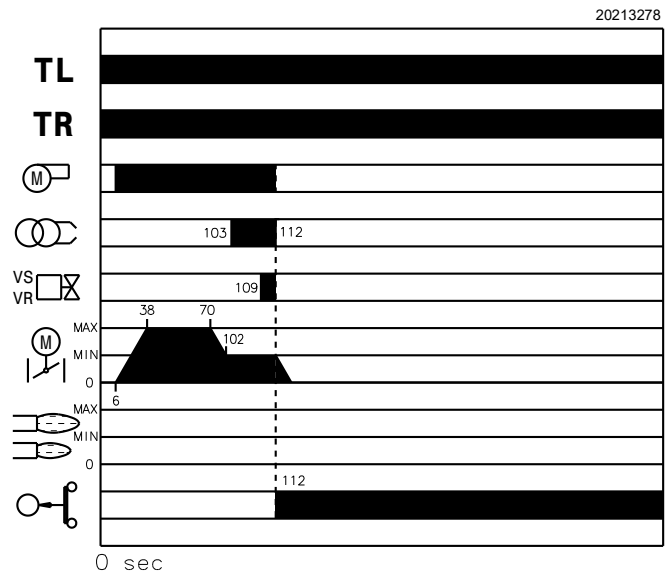 20213278
TL
TR
M
103 112
VS
VR
109
38 70
MAX
M 102
MIN
0
6
MAX
MIN
0
112
0 sec